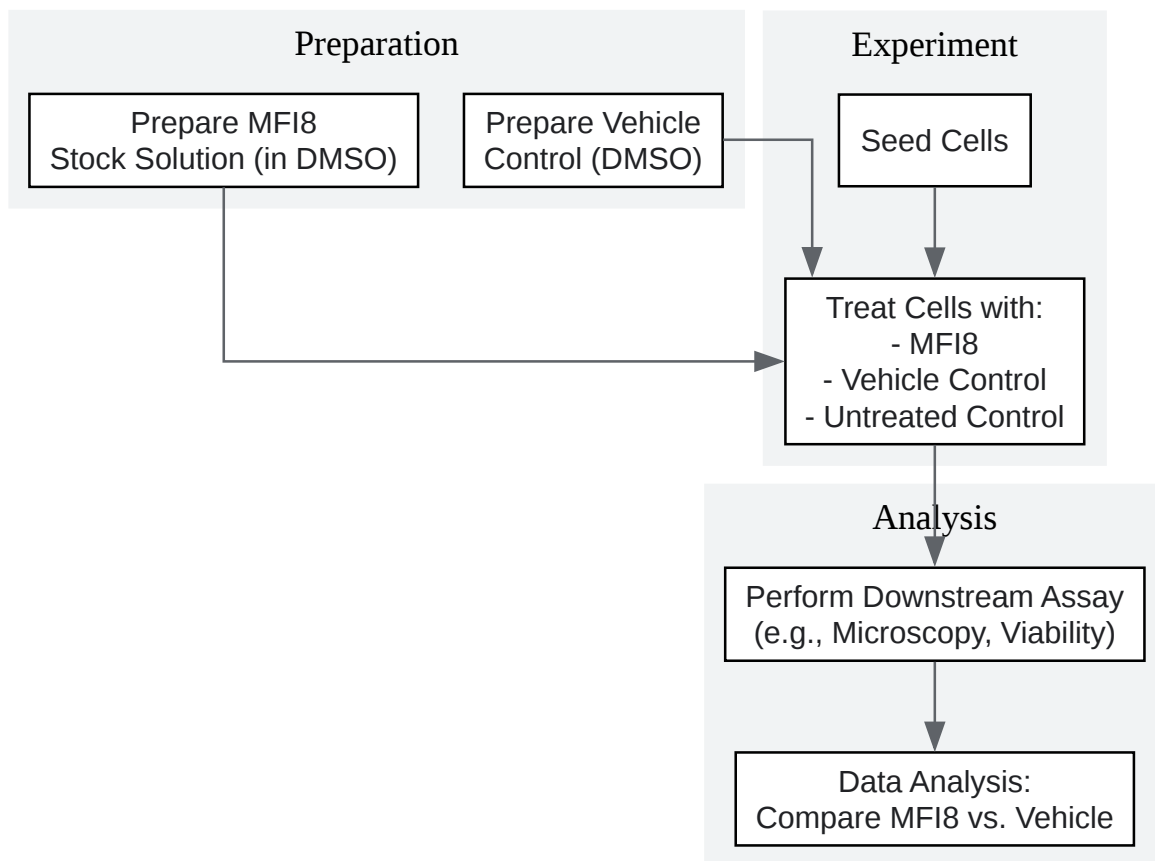 Preparation
Prepare MFI8
Stock Solution (in DMSO)
Prepare Vehicle
Control (DMSO)
Experiment
Seed Cells
Treat Cells with:
- MFI8
- Vehicle Control
- Untreated Control
Analysis
Perform Downstream Assay
(e.g., Microscopy, Viability)
Data Analysis:
Compare MFI8 vs. Vehicle